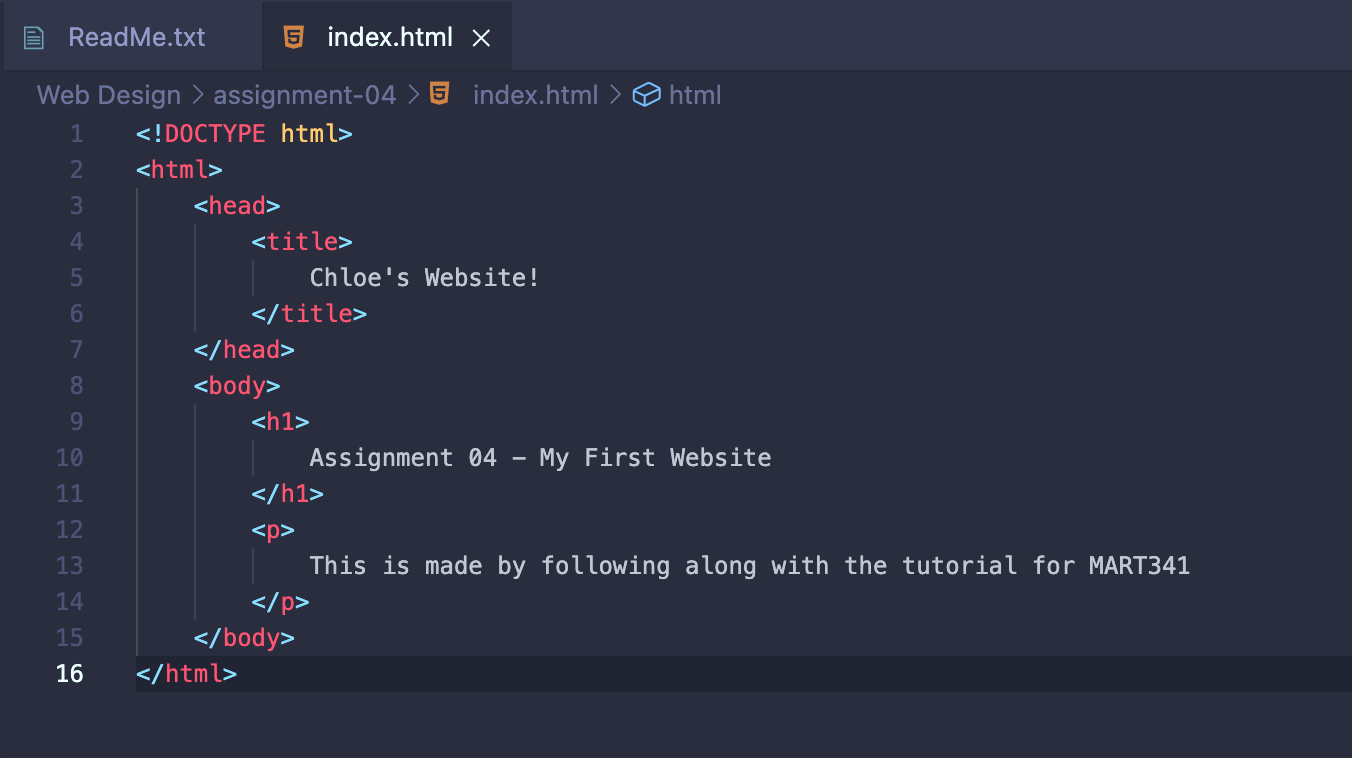 ReadMe.txt index.html
Web Design > assignment-04 > index.html > html
1 <!DOCTYPE html>
2 <html>
3     <head>
4         <title>
5             Chloe's Website!
6         </title>
7     </head>
8     <body>
9         <h1>
10             Assignment 04 - My First Website
11         </h1>
12         <p>
13             This is made by following along with the tutorial for MART341
14         </p>
15     </body>
16 </html>